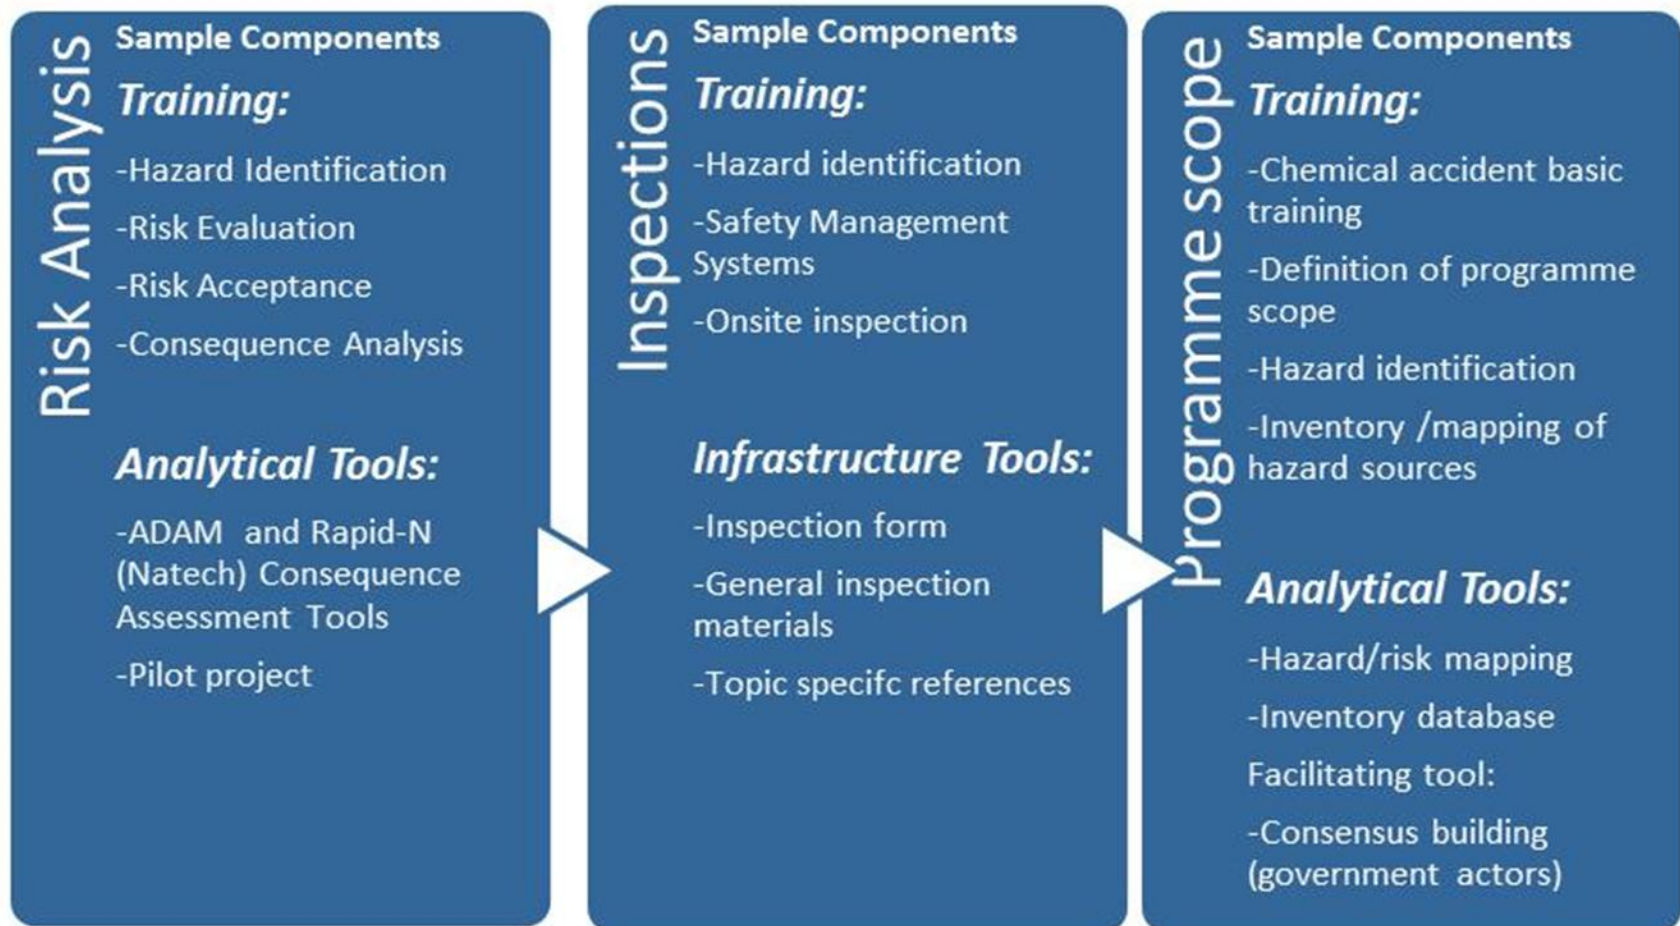 Risk Analysis
Sample Components
Training:
-Hazard Identification
-Risk Evaluation
-Risk Acceptance
-Consequence Analysis
Analytical Tools:
-ADAM and Rapid-N
(Natech) Consequence
Assessment Tools
-Pilot project
Inspections
Sample Components
Training:
-Hazard identification
-Safety Management
Systems
-Onsite inspection
Infrastructure Tools:
-Inspection form
-General inspection
materials
-Topic specifc references
Programme scope
Sample Components
Training:
-Chemical accident basic
training
-Definition of programme
scope
-Hazard identification
-Inventory /mapping of
hazard sources
Analytical Tools:
-Hazard/risk mapping
-Inventory database
Facilitating tool:
-Consensus building
(government actors)